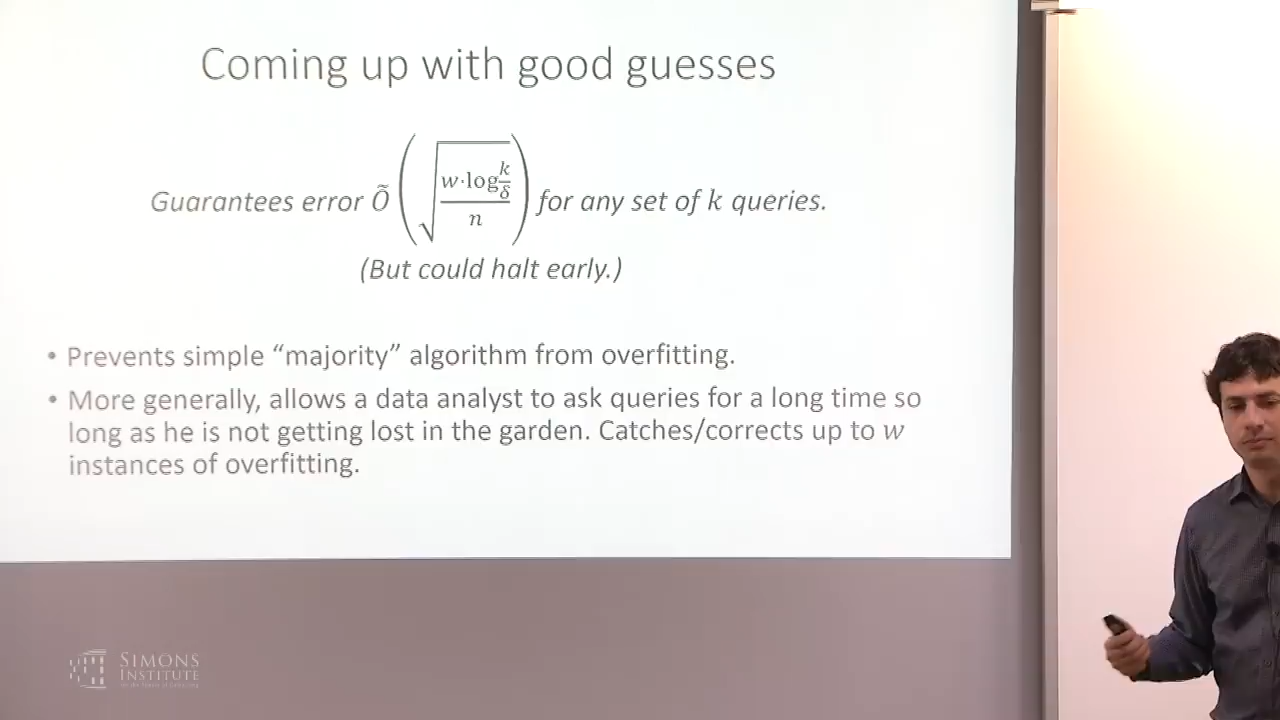 Coming up with good guesses
Guarantees error Õ (√(w·log k/δ / n)) for any set of k queries.
(But could halt early.)
• Prevents simple “majority” algorithm from overfitting.
• More generally, allows a data analyst to ask queries for a long time so
long as he is not getting lost in the garden. Catches/corrects up to w
instances of overfitting.
SIMONS
INSTITUTE